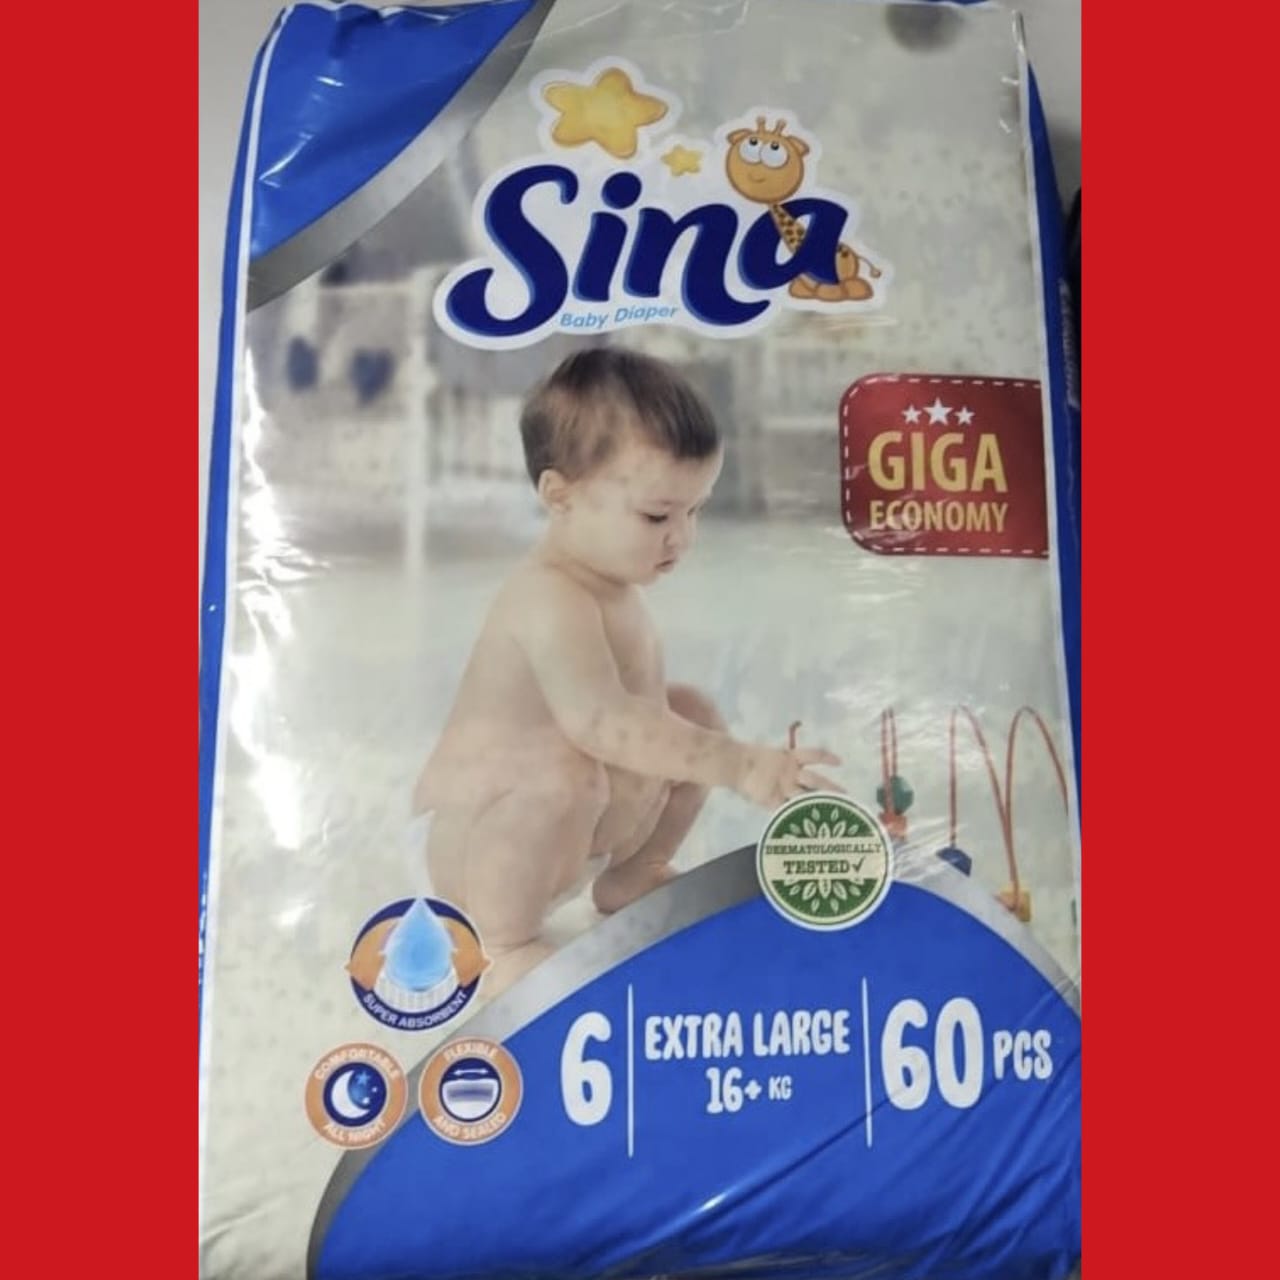 Sina
Baby Diaper
GIGA
ECONOMY
DERMATOLOGICALLY
TESTED✓
SUPER ABSORBENT
COMFORTABLE
ALL NIGHT
FLEXIBLE
AND SEALED
6
EXTRA LARGE
16+ KG
60 PCS